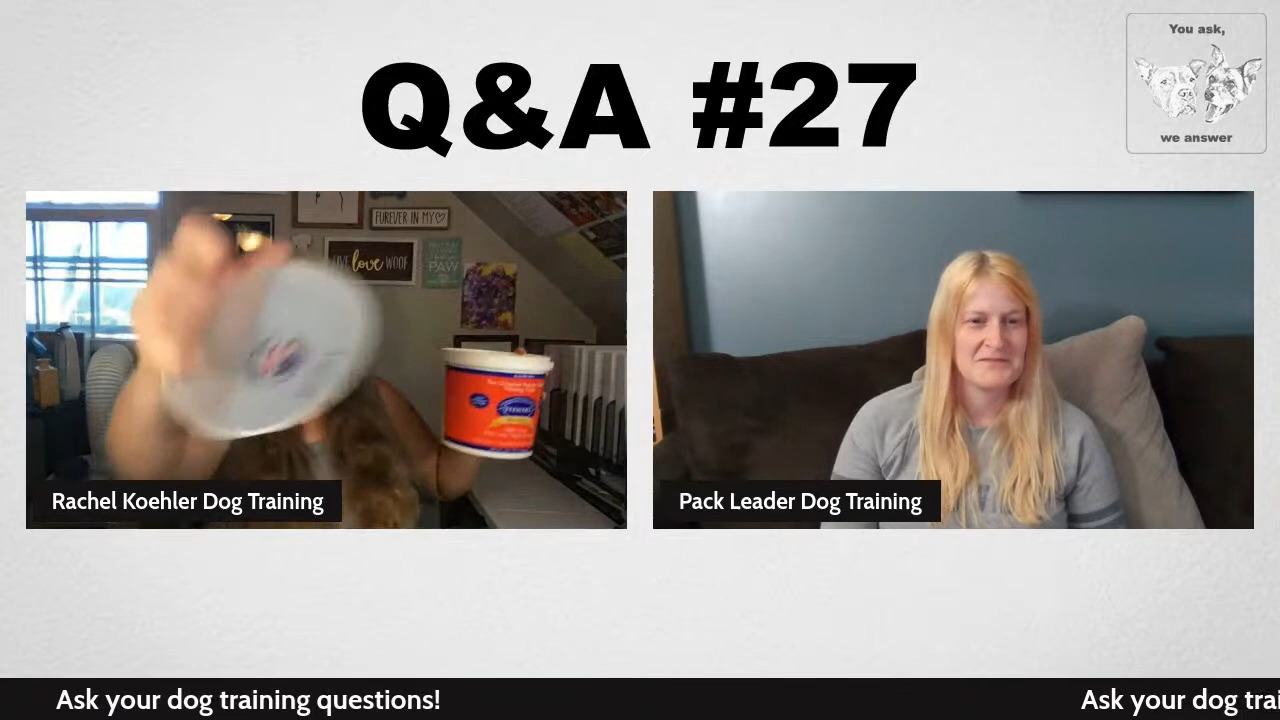 You ask,
Q&A #27
we answer
FUREVER IN MY
LIVE love WOOF
PAW
Rachel Koehler Dog Training
Pack Leader Dog Training
Ask your dog training questions!
Ask your dog trai